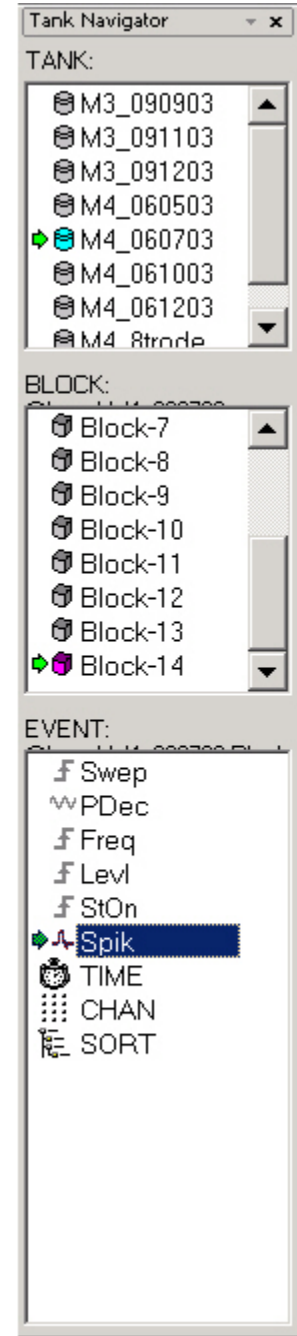 Tank Navigator
TANK:
M3_090903
M3_091103
M3_091203
M4_060503
M4_060703
M4_061003
M4_061203
M4_8trode
BLOCK:
Block-7
Block-8
Block-9
Block-10
Block-11
Block-12
Block-13
Block-14
EVENT:
Swep
PDec
Freq
Levl
StOn
Spik
TIME
CHAN
SORT